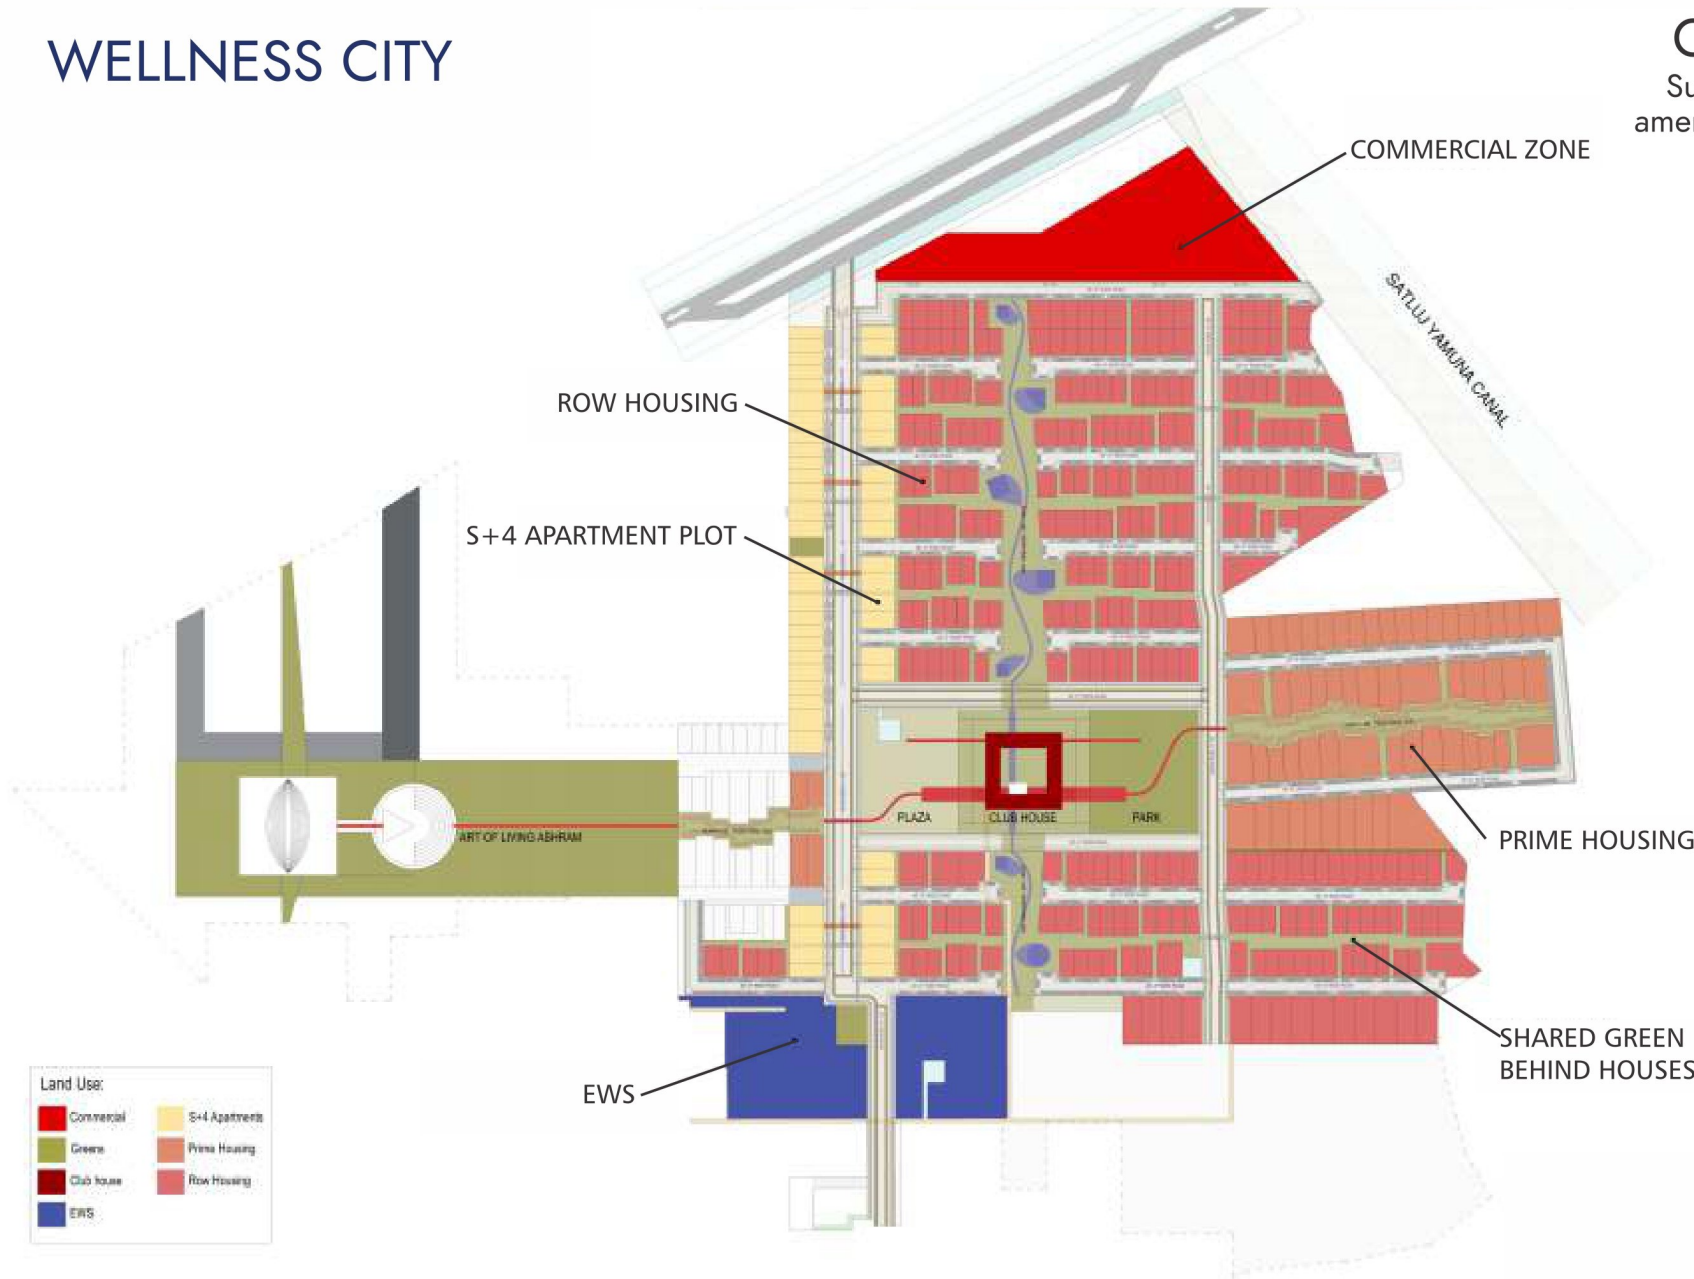 WELLNESS CITY
COMMERCIAL ZONE
SATLUJ YAMUNA CANAL
ROW HOUSING
S+4 APARTMENT PLOT
PLAZA
CLUB HOUSE
PARK
ART OF LIVING ASHRAM
PRIME HOUSING
SHARED GREEN
BEHIND HOUSES
EWS
Land Use:
Commercial
S+4 Apartments
Greens
Prime Housing
Club house
Row Housing
EWS